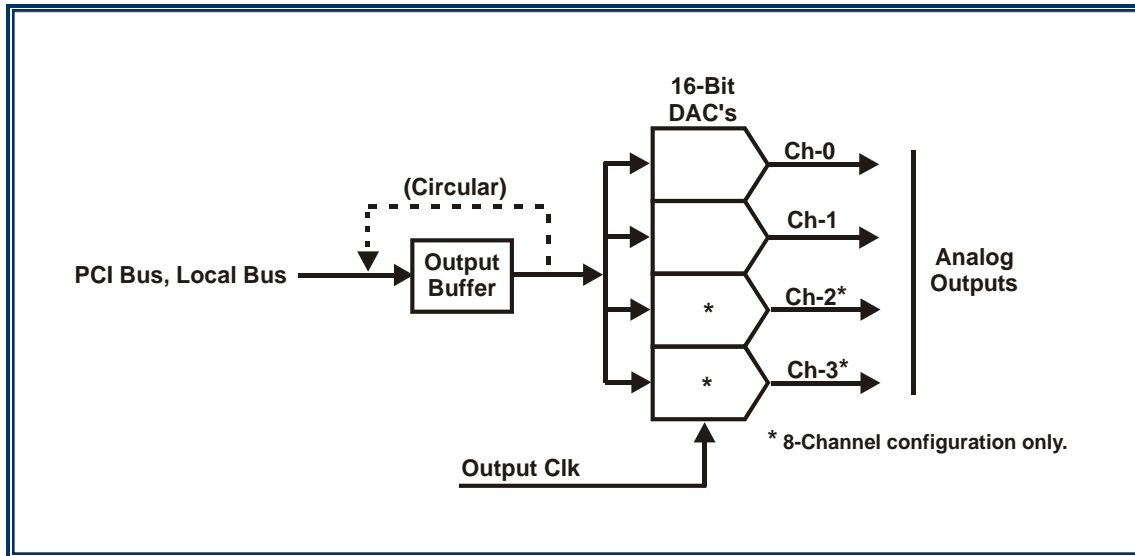 16-Bit
DAC's
Ch-0
(Circular)
Ch-1
PCI Bus, Local Bus
Output
Buffer
Analog
Outputs
*
Ch-2*
*
Ch-3*
* 8-Channel configuration only.
Output Clk